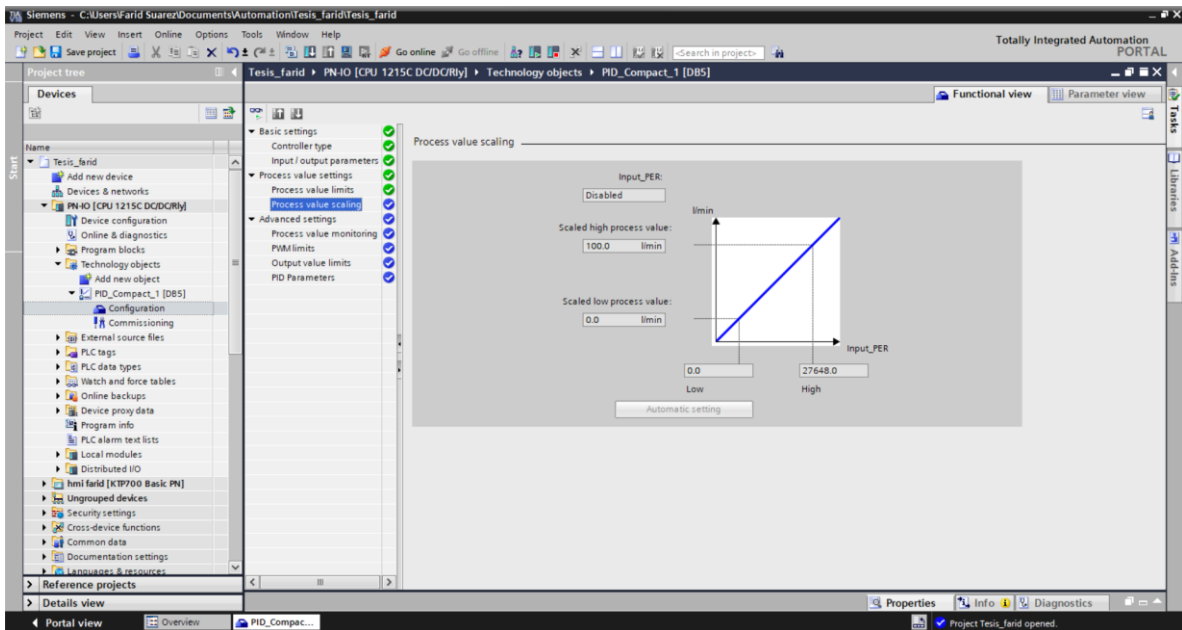 Siemens - C:\Users\Farid Suarez\Documents\Automation\Tesis_farid\Tesis_farid
Project Edit View Insert Online Options Tools Window Help
Totally Integrated Automation
PORTAL
Save project
Go online
Go offline
<Search in project>
Project tree
Tesis_farid ▸ PN-IO [CPU 1215C DC/DC/Rly] ▸ Technology objects ▸ PID_Compact_1 [DB5]
Devices
Functional view
Parameter view
Name
Tesis_farid
Add new device
Devices & networks
PN-IO [CPU 1215C DC/DC/Rly]
Device configuration
Online & diagnostics
Program blocks
Technology objects
Add new object
PID_Compact_1 [DB5]
Configuration
Commissioning
External source files
PLC tags
PLC data types
Watch and force tables
Online backups
Device proxy data
Program info
PLC alarm text lists
Local modules
Distributed I/O
hmi farid [KTP700 Basic PN]
Ungrouped devices
Security settings
Cross-device functions
Common data
Documentation settings
Languages & resources
Reference projects
Details view
Basic settings
Controller type
Input / output parameters
Process value settings
Process value limits
Process value scaling
Advanced settings
Process value monitoring
PWM limits
Output value limits
PID Parameters
Process value scaling
Input_PER:
Disabled
l/min
Scaled high process value:
100.0 l/min
Scaled low process value:
0.0 l/min
Input_PER
0.0
27648.0
Low
High
Automatic setting
Start
Tasks
Libraries
Add-Ins
Properties
Info
Diagnostics
Portal view
Overview
PID_Compac...
Project Tesis_farid opened.